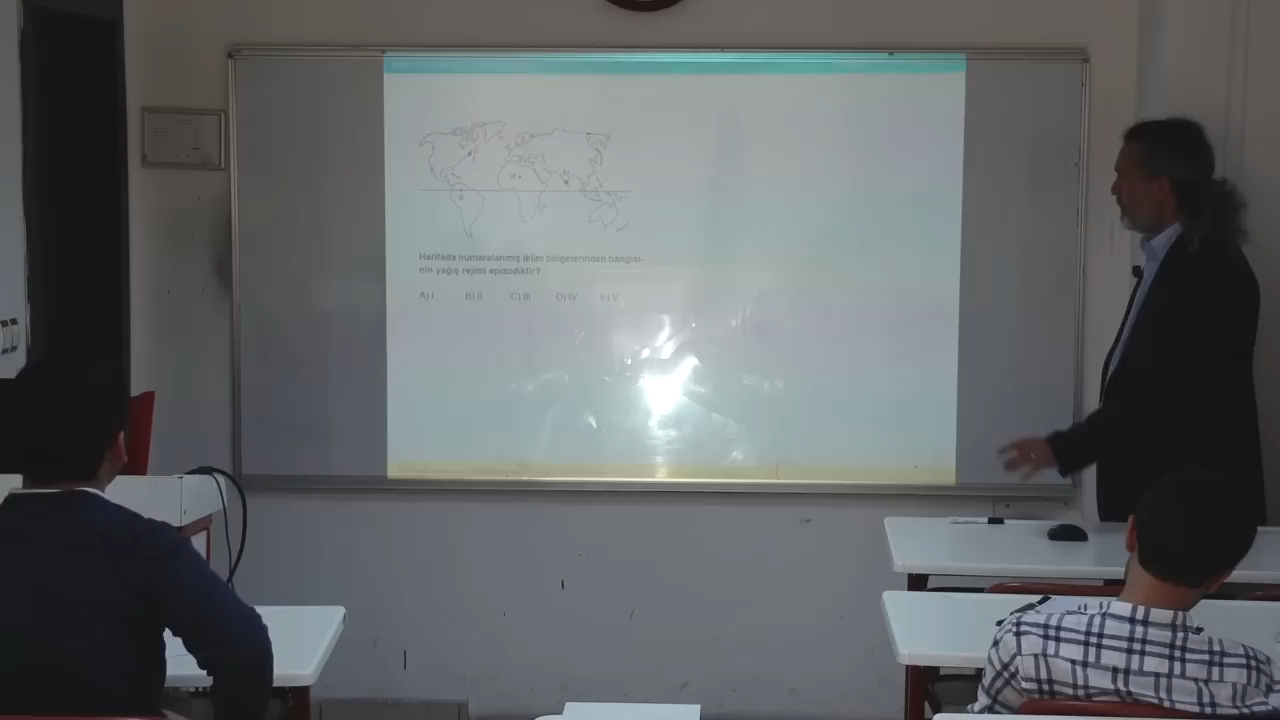 Haritada numaralanmış iklim bölgelerinden hangisi-
nin yağış rejimi epizodiktir?
A) I B) II C) III D) IV E) V